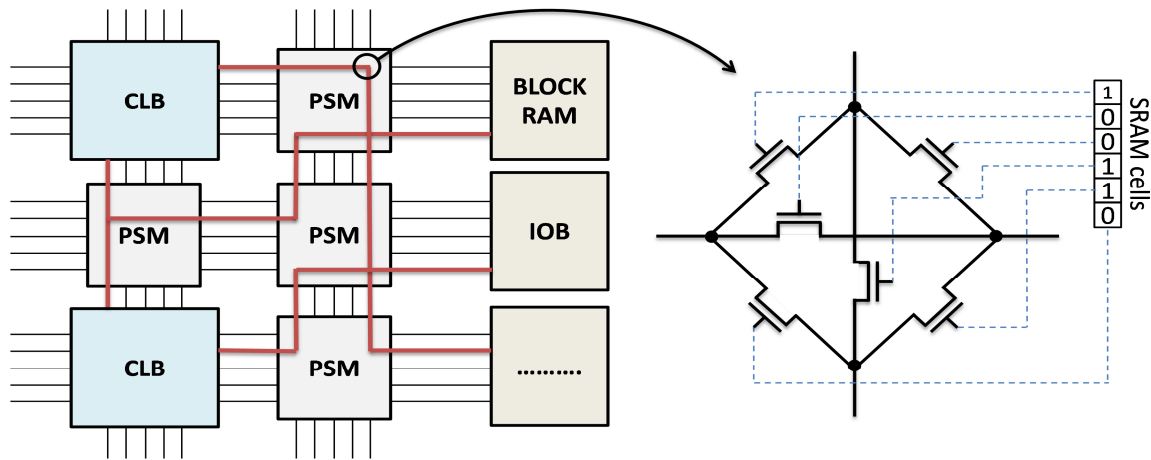 CLB
PSM
BLOCK
RAM
PSM
PSM
IOB
CLB
PSM
..........
1
0
0
1
1
0
SRAM cells